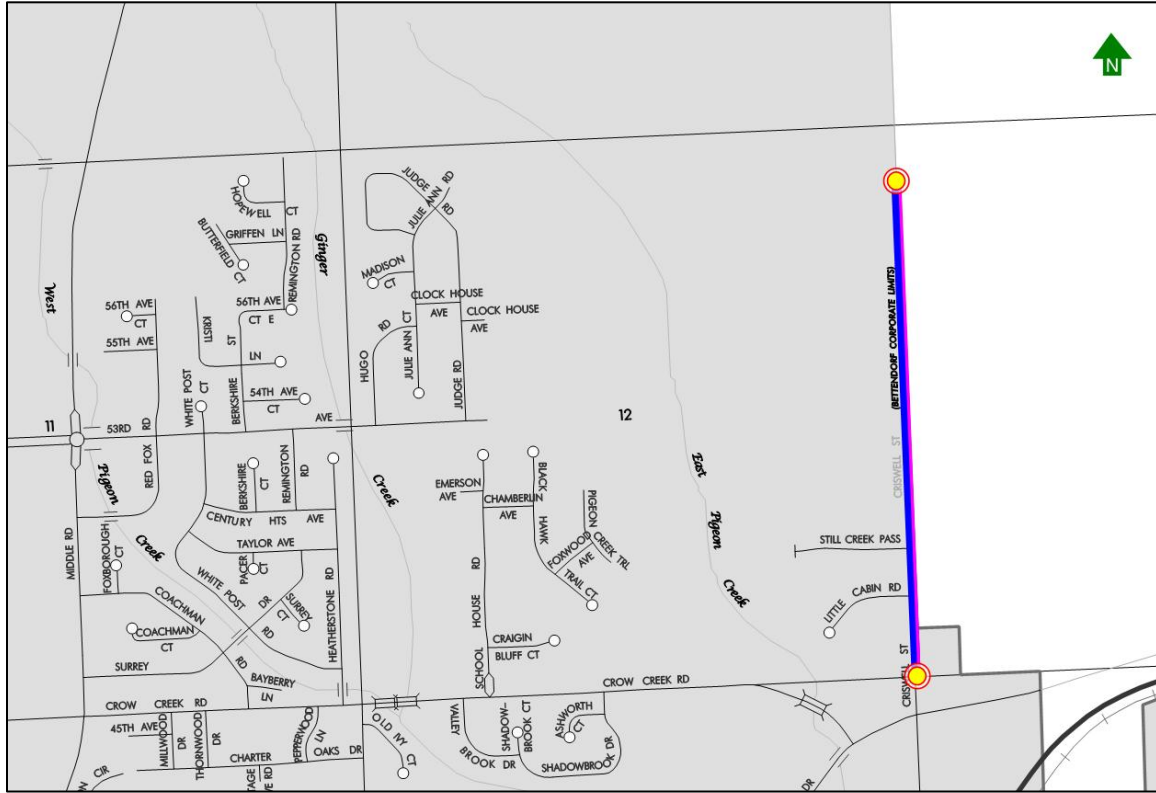 N
JUDGE
RD
JULIE ANN RD
HOPEWELL CT
GRIFFEN LN
BUTTERFIELD CT
REMINGTON RD
Ginger
West
MADISON
CT
CLOCK HOUSE
AVE
CLOCK HOUSE
AVE
56TH AVE
CT
56TH AVE
CT E
55TH AVE
KRISTI
LN
BERKSHIRE ST
HUGO RD
JULIE ANN CT
JUDGE RD
(BETTENDORF CORPORATE LIMITS)
WHITE POST CT
54TH AVE
CT
11
53RD
AVE
12
RED FOX RD
Pigeon
BERKSHIRE CT
REMINGTON RD
Creek
EMERSON
AVE
CHAMBERLIN
AVE
BLACK HAWK
PIGEON CREEK TRL
East
Pigeon
Creek
CRISWELL ST
CENTURY HTS AVE
TAYLOR AVE
MIDDLE RD
FOXBOROUGH CT
Creek
PACER CT
FOXWOOD AVE
TRAIL CT
STILL CREEK PASS
LITTLE CABIN RD
COACHMAN RD
WHITE POST RD
SURREY CT
HEATHERSTONE RD
COACHMAN
CT
SURREY DR
SCHOOL HOUSE RD
CRAIGIN
BLUFF CT
CRISWELL ST
BAYBERRY
LN
CROW CREEK RD
CROW CREEK RD
45TH AVE
MILLWOOD DR
THORNWOOD DR
PEPPERWOOD LN
OLD IVY CT
VALLEY BROOK DR
SHADOW-
BROOK CT
ASHWORTH
CT
SHADOWBROOK DR
CHARTER OAKS DR
W CIR
TAGE
VE RD
DR